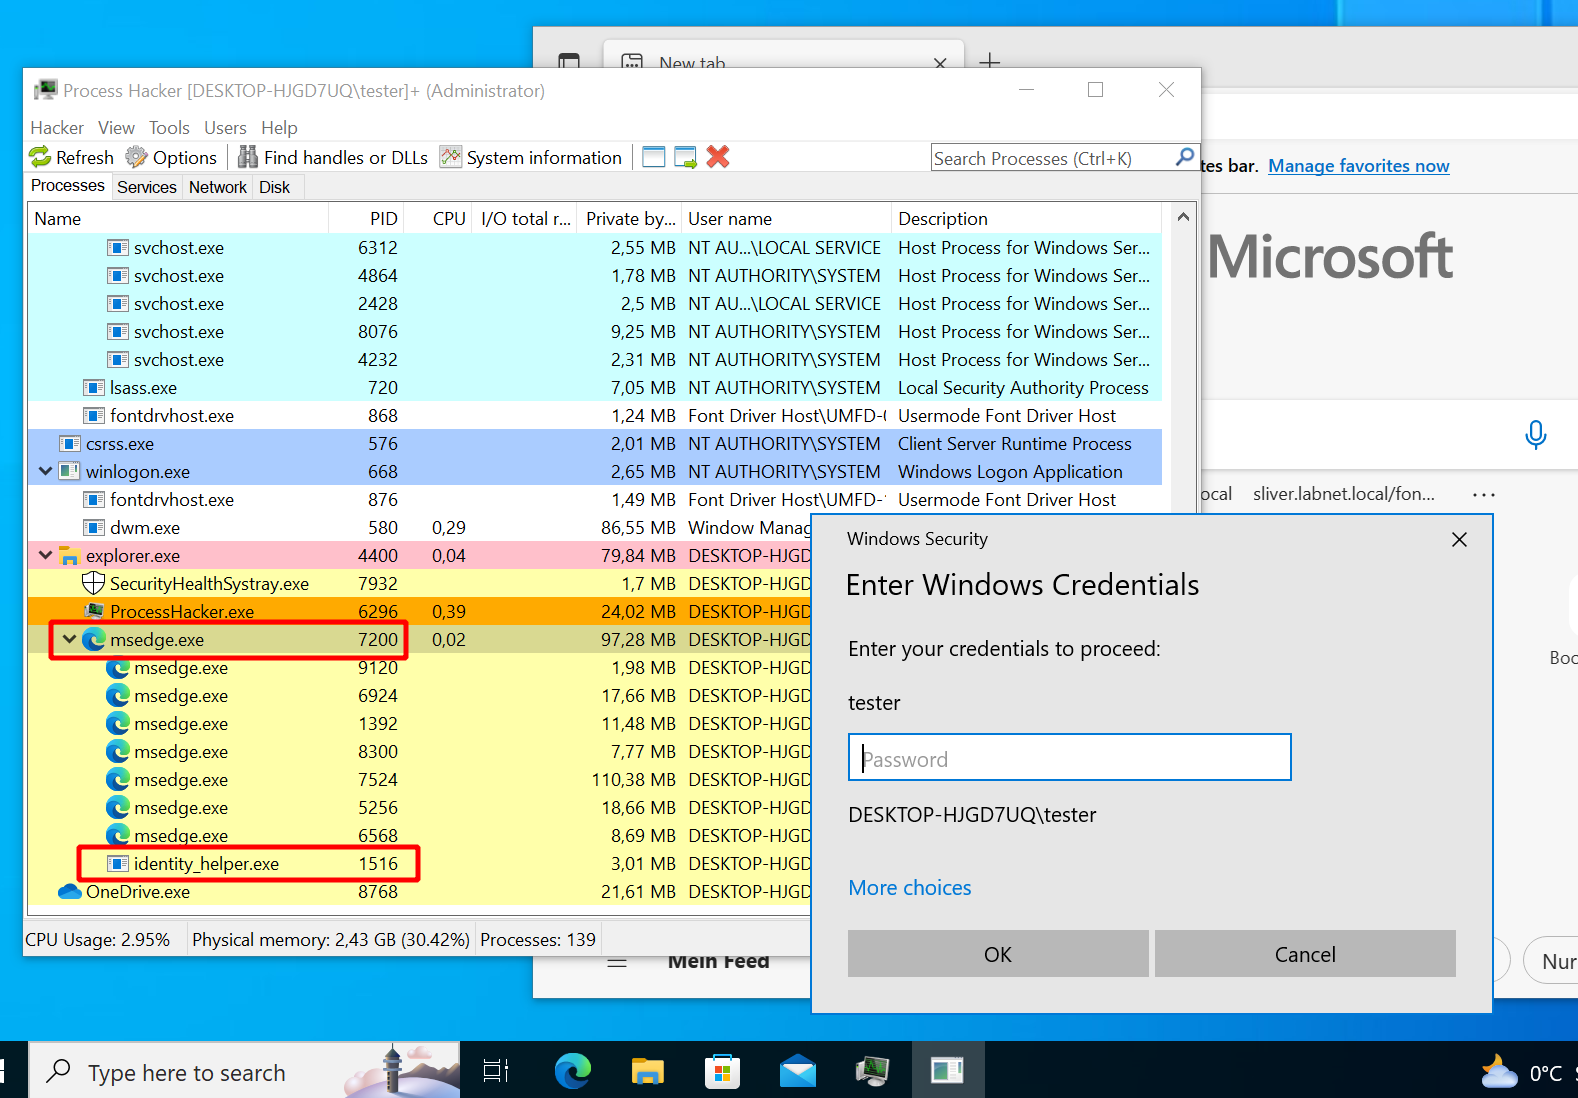 New tab
Process Hacker [DESKTOP-HJGD7UQ\tester]+ (Administrator)
Hacker View Tools Users Help
Refresh Options Find handles or DLLs System information Search Processes (Ctrl+K)
tes bar. Manage favorites now
Processes Services Network Disk
Name PID CPU I/O total r... Private by... User name Description
svchost.exe 6312 2,55 MB NT AU...\LOCAL SERVICE Host Process for Windows Ser...
svchost.exe 4864 1,78 MB NT AUTHORITY\SYSTEM Host Process for Windows Ser...
svchost.exe 2428 2,5 MB NT AU...\LOCAL SERVICE Host Process for Windows Ser...
svchost.exe 8076 9,25 MB NT AUTHORITY\SYSTEM Host Process for Windows Ser...
svchost.exe 4232 2,31 MB NT AUTHORITY\SYSTEM Host Process for Windows Ser...
lsass.exe 720 7,05 MB NT AUTHORITY\SYSTEM Local Security Authority Process
fontdrvhost.exe 868 1,24 MB Font Driver Host\UMFD-0 Usermode Font Driver Host
csrss.exe 576 2,01 MB NT AUTHORITY\SYSTEM Client Server Runtime Process
winlogon.exe 668 2,65 MB NT AUTHORITY\SYSTEM Windows Logon Application
fontdrvhost.exe 876 1,49 MB Font Driver Host\UMFD-1 Usermode Font Driver Host
dwm.exe 580 0,29 86,55 MB Window Manag
explorer.exe 4400 0,04 79,84 MB DESKTOP-HJGD
SecurityHealthSystray.exe 7932 1,7 MB DESKTOP-HJGD
ProcessHacker.exe 6296 0,39 24,02 MB DESKTOP-HJGD
msedge.exe 7200 0,02 97,28 MB DESKTOP-HJGD
msedge.exe 9120 1,98 MB DESKTOP-HJGD
msedge.exe 6924 17,66 MB DESKTOP-HJGD
msedge.exe 1392 11,48 MB DESKTOP-HJGD
msedge.exe 8300 7,77 MB DESKTOP-HJGD
msedge.exe 7524 110,38 MB DESKTOP-HJGD
msedge.exe 5256 18,66 MB DESKTOP-HJGD
msedge.exe 6568 8,69 MB DESKTOP-HJGD
identity_helper.exe 1516 3,01 MB DESKTOP-HJGD
OneDrive.exe 8768 21,61 MB DESKTOP-HJGD
CPU Usage: 2.95% Physical memory: 2,43 GB (30.42%) Processes: 139
Microsoft
ocal sliver.labnet.local/fon... ...
Boo
Windows Security
Enter Windows Credentials
Enter your credentials to proceed:
tester
Password
DESKTOP-HJGD7UQ\tester
More choices
OK Cancel
Mein Feed
Nur
Type here to search
0°C